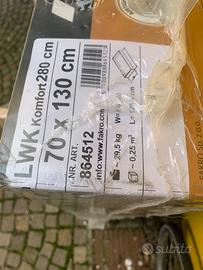 LWK Komfort 280 cm
70 x 130 cm
NR. ART.
864512
info: www.fakro.com
~ 29,5 kg
~ 0,25 m³
subito